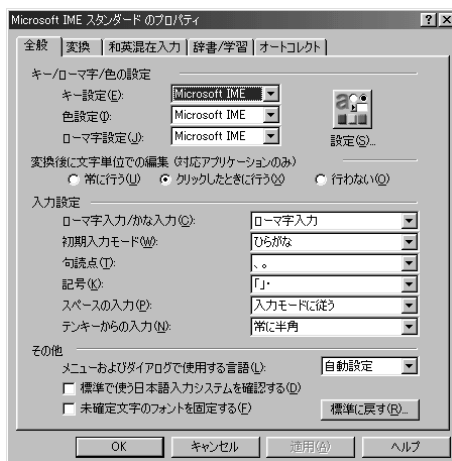 Microsoft IME スタンダード のプロパティ ? ×
全般 変換 和英混在入力 辞書/学習 オートコレクト
キー/ローマ字/色の設定
キー設定(E): Microsoft IME
色設定(I): Microsoft IME
ローマ字設定(J): Microsoft IME
設定(S)...
変換後に文字単位での編集 (対応アプリケーションのみ)
常に行う(U) クリックしたときに行う(X) 行わない(O)
入力設定
ローマ字入力/かな入力(C): ローマ字入力
初期入力モード(W): ひらがな
句読点(T): 、。
記号(K): 「」・
スペースの入力(P): 入力モードに従う
テンキーからの入力(N): 常に半角
その他
メニューおよびダイアログで使用する言語(L): 自動設定
標準で使う日本語入力システムを確認する(D)
未確定文字のフォントを固定する(F) 標準に戻す(R)...
OK キャンセル 適用(A) ヘルプ